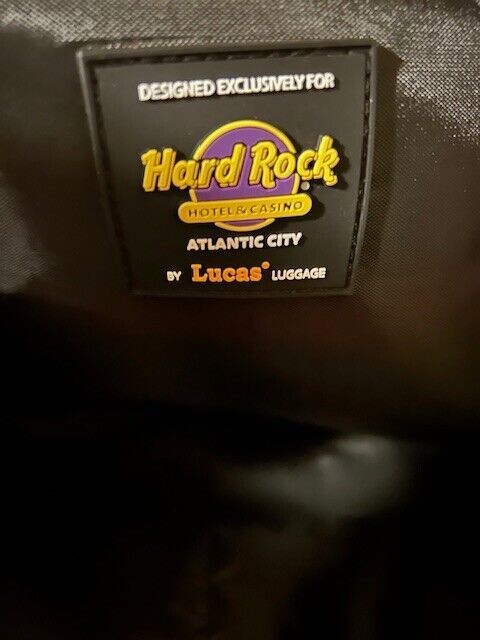 DESIGNED EXCLUSIVELY FOR
Hard Rock®
HOTEL & CASINO
ATLANTIC CITY
BY Lucas® LUGGAGE